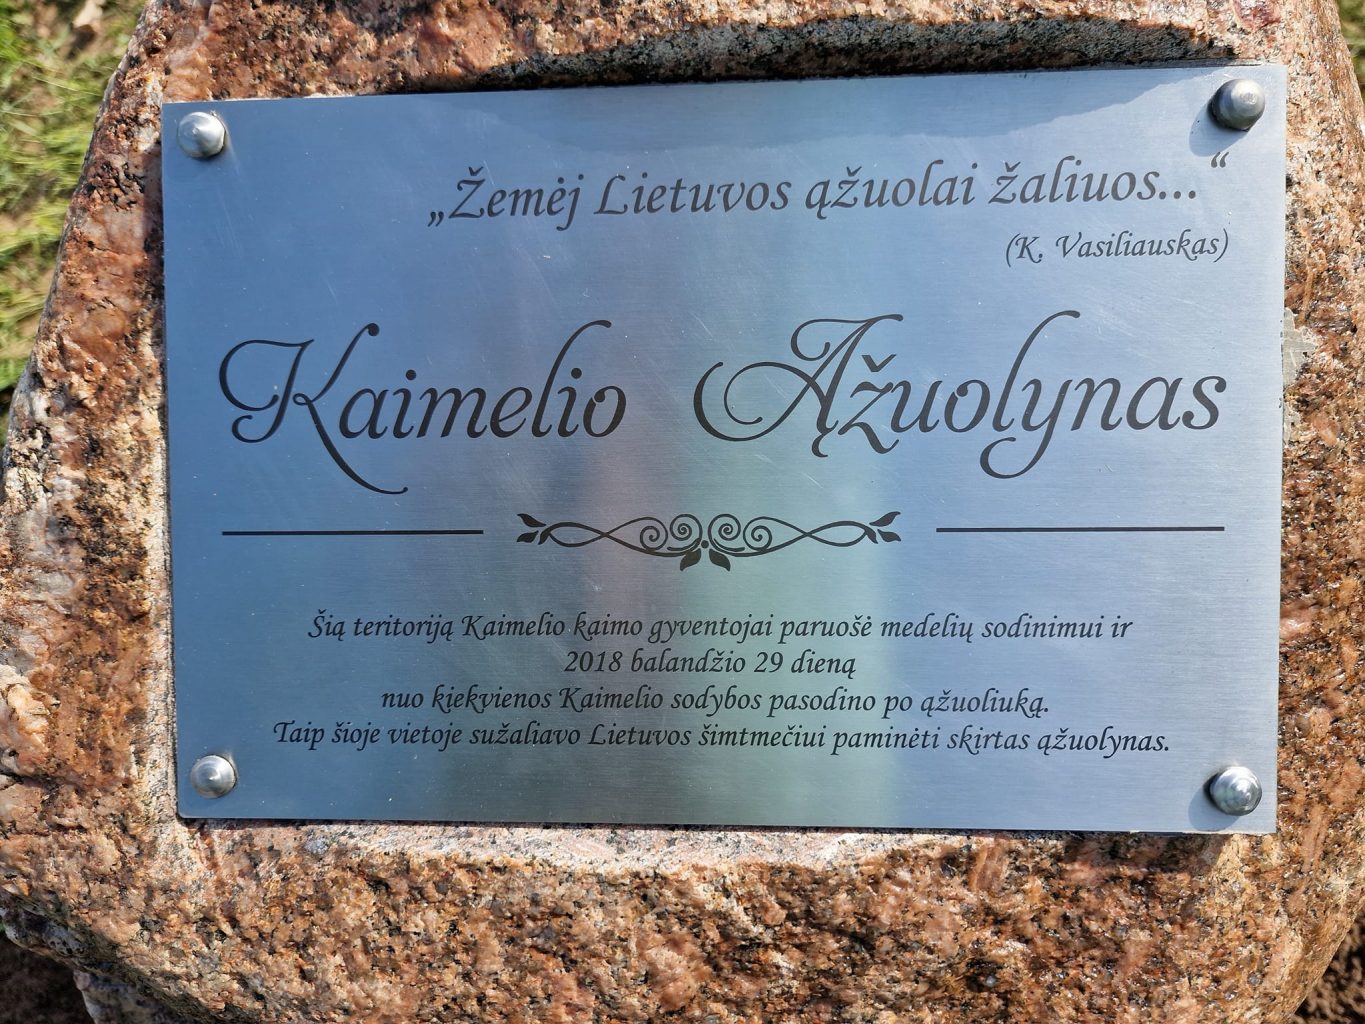 „Žemėj Lietuvos ąžuolai žaliuos...“
(K. Vasiliauskas)
Kaimelio Ąžuolynas
Šią teritoriją Kaimelio kaimo gyventojai paruošė medelių sodinimui ir
2018 balandžio 29 dieną
nuo kiekvienos Kaimelio sodybos pasodino po ąžuoliuką.
Taip šioje vietoje sužaliavo Lietuvos šimtmečiui paminėti skirtas ąžuolynas.